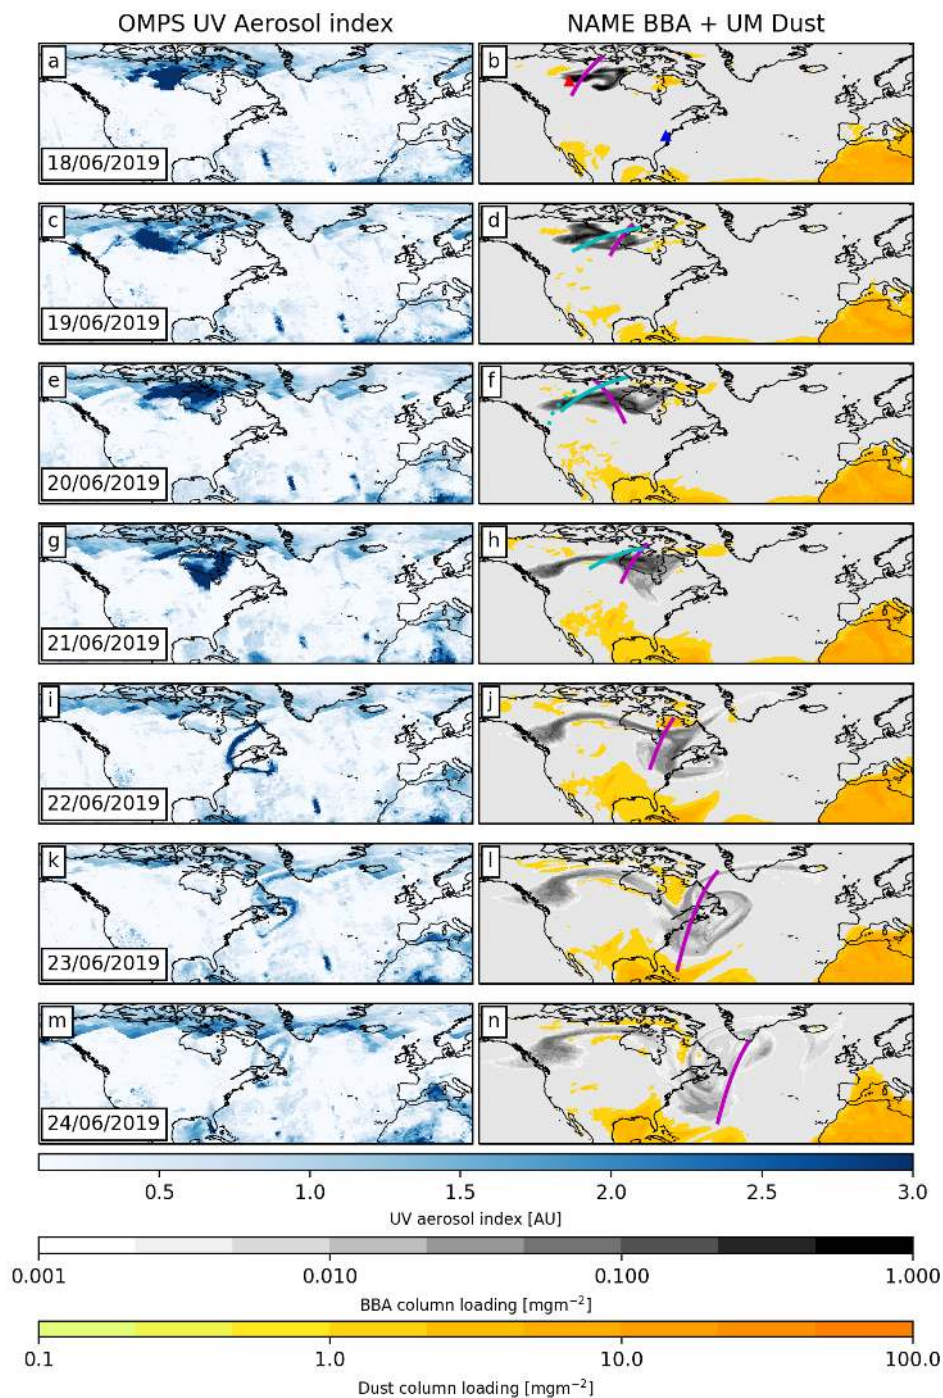 OMPS UV Aerosol index NAME BBA + UM Dust
a b
18/06/2019
c d
19/06/2019
e f
20/06/2019
g h
21/06/2019
i j
22/06/2019
k l
23/06/2019
m n
24/06/2019
0.5 1.0 1.5 2.0 2.5 3.0
UV aerosol index [AU]
0.001 0.010 0.100 1.000
BBA column loading [mgm⁻²]
0.1 1.0 10.0 100.0
Dust column loading [mgm⁻²]